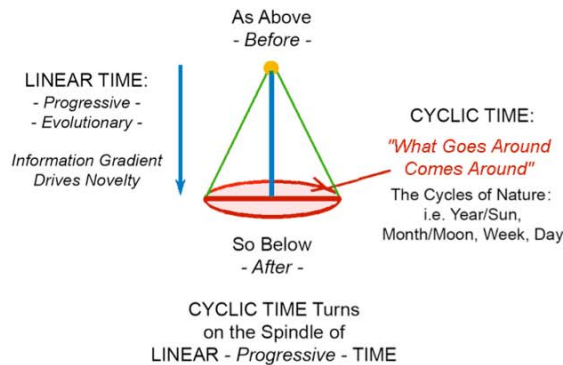 As Above
- Before -
LINEAR TIME:
- Progressive -
- Evolutionary -
Information Gradient
Drives Novelty
CYCLIC TIME:
"What Goes Around
Comes Around"
The Cycles of Nature:
i.e. Year/Sun,
Month/Moon, Week, Day
So Below
- After -
CYCLIC TIME Turns
on the Spindle of
LINEAR - Progressive - TIME